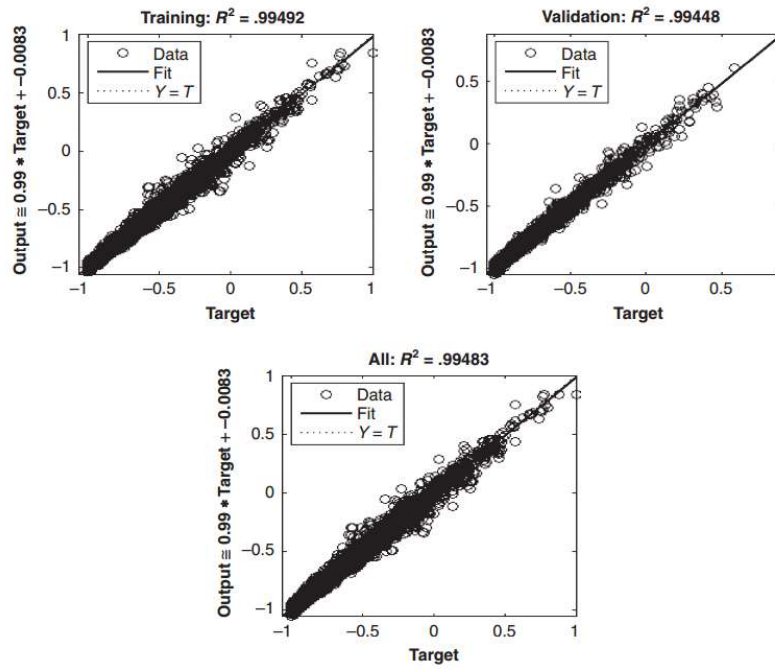 Training: R² = .99492
Output ≅ 0.99 * Target + −0.0083
1
0.5
0
−0.5
−1
Data
Fit
Y = T
−1 −0.5 0 0.5 1
Target
Validation: R² = .99448
Output ≅ 0.99 * Target + −0.0083
0.5
0
−0.5
−1
Data
Fit
Y = T
−1 −0.5 0 0.5
Target
All: R² = .99483
Output ≅ 0.99 * Target + −0.0083
1
0.5
0
−0.5
−1
Data
Fit
Y = T
−1 −0.5 0 0.5 1
Target